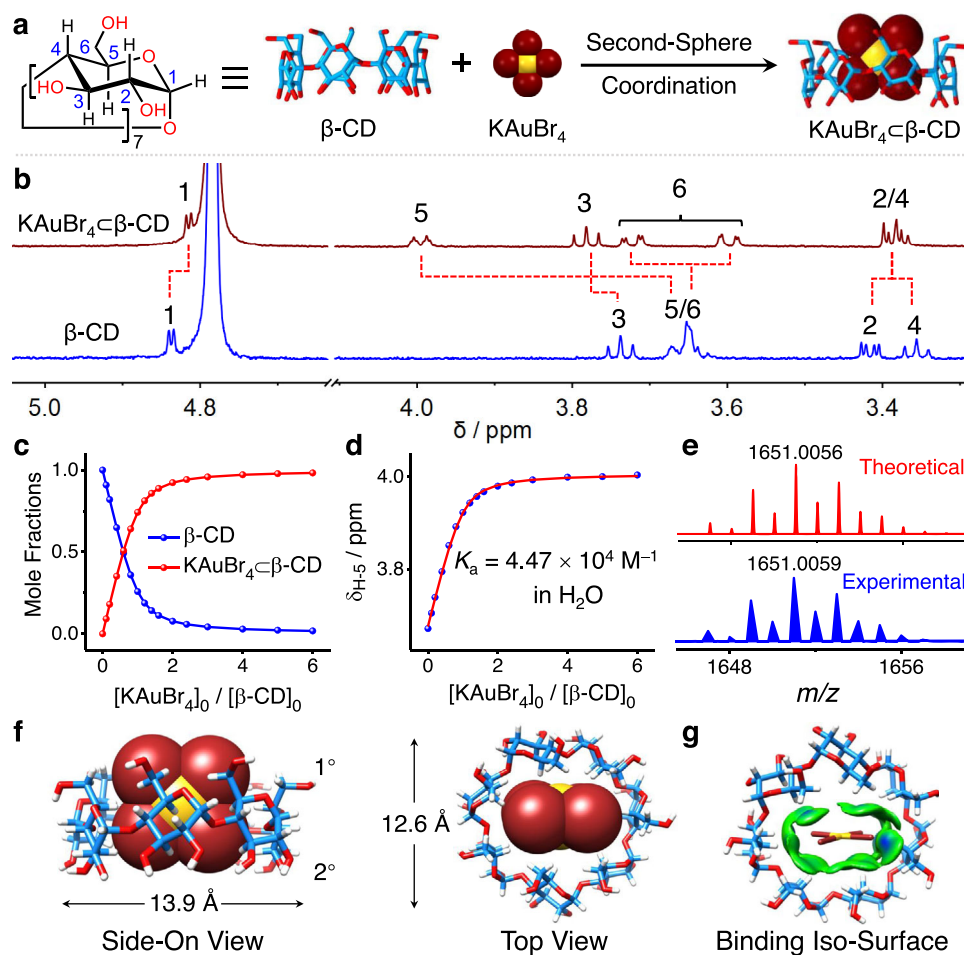 a
H
OH
4
6
H
5
H
1
H
HO
HO
3
H
2
OH
H
O
O
7
≡
β-CD
+
KAuBr₄
Second-Sphere
Coordination
KAuBr₄⊂β-CD
b
KAuBr₄⊂β-CD
1
5
3
6
2/4
β-CD
1
3
5/6
2
4
5.0
4.8
4.0
3.8
3.6
3.4
δ / ppm
c
Mole Fractions
1.0
0.5
0.0
β-CD
KAuBr₄⊂β-CD
0
2
4
6
[KAuBr₄]₀ / [β-CD]₀
d
δH-5 / ppm
4.0
3.8
Kₐ = 4.47 × 10⁴ M⁻¹
in H₂O
0
2
4
6
[KAuBr₄]₀ / [β-CD]₀
e
1651.0056
Theoretical
1651.0059
Experimental
1648
1656
m/z
f
1°
2°
13.9 Å
Side-On View
12.6 Å
Top View
g
Binding Iso-Surface